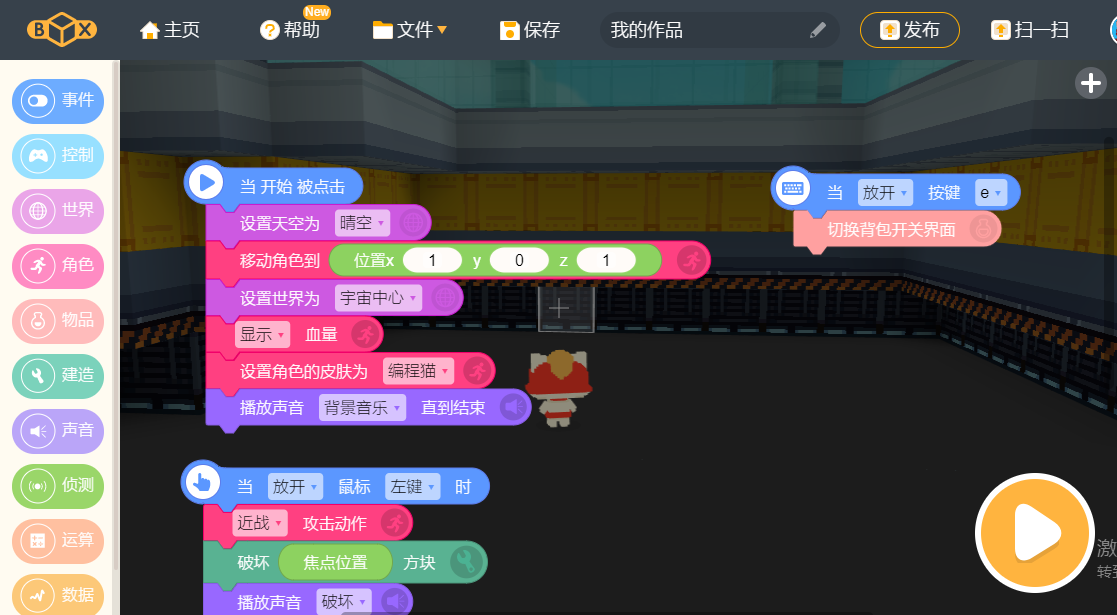 BOX
主页
New
帮助
文件
保存
我的作品
发布
扫一扫
事件
控制
世界
角色
物品
建造
声音
侦测
运算
数据
当 开始 被点击
设置天空为 晴空
移动角色到 位置x 1 y 0 z 1
设置世界为 宇宙中心
显示 血量
设置角色的皮肤为 编程猫
播放声音 背景音乐 直到结束
当 放开 按键 e
切换背包开关界面
当 放开 鼠标 左键 时
近战 攻击动作
破坏 焦点位置 方块
播放声音 破坏
激
转到